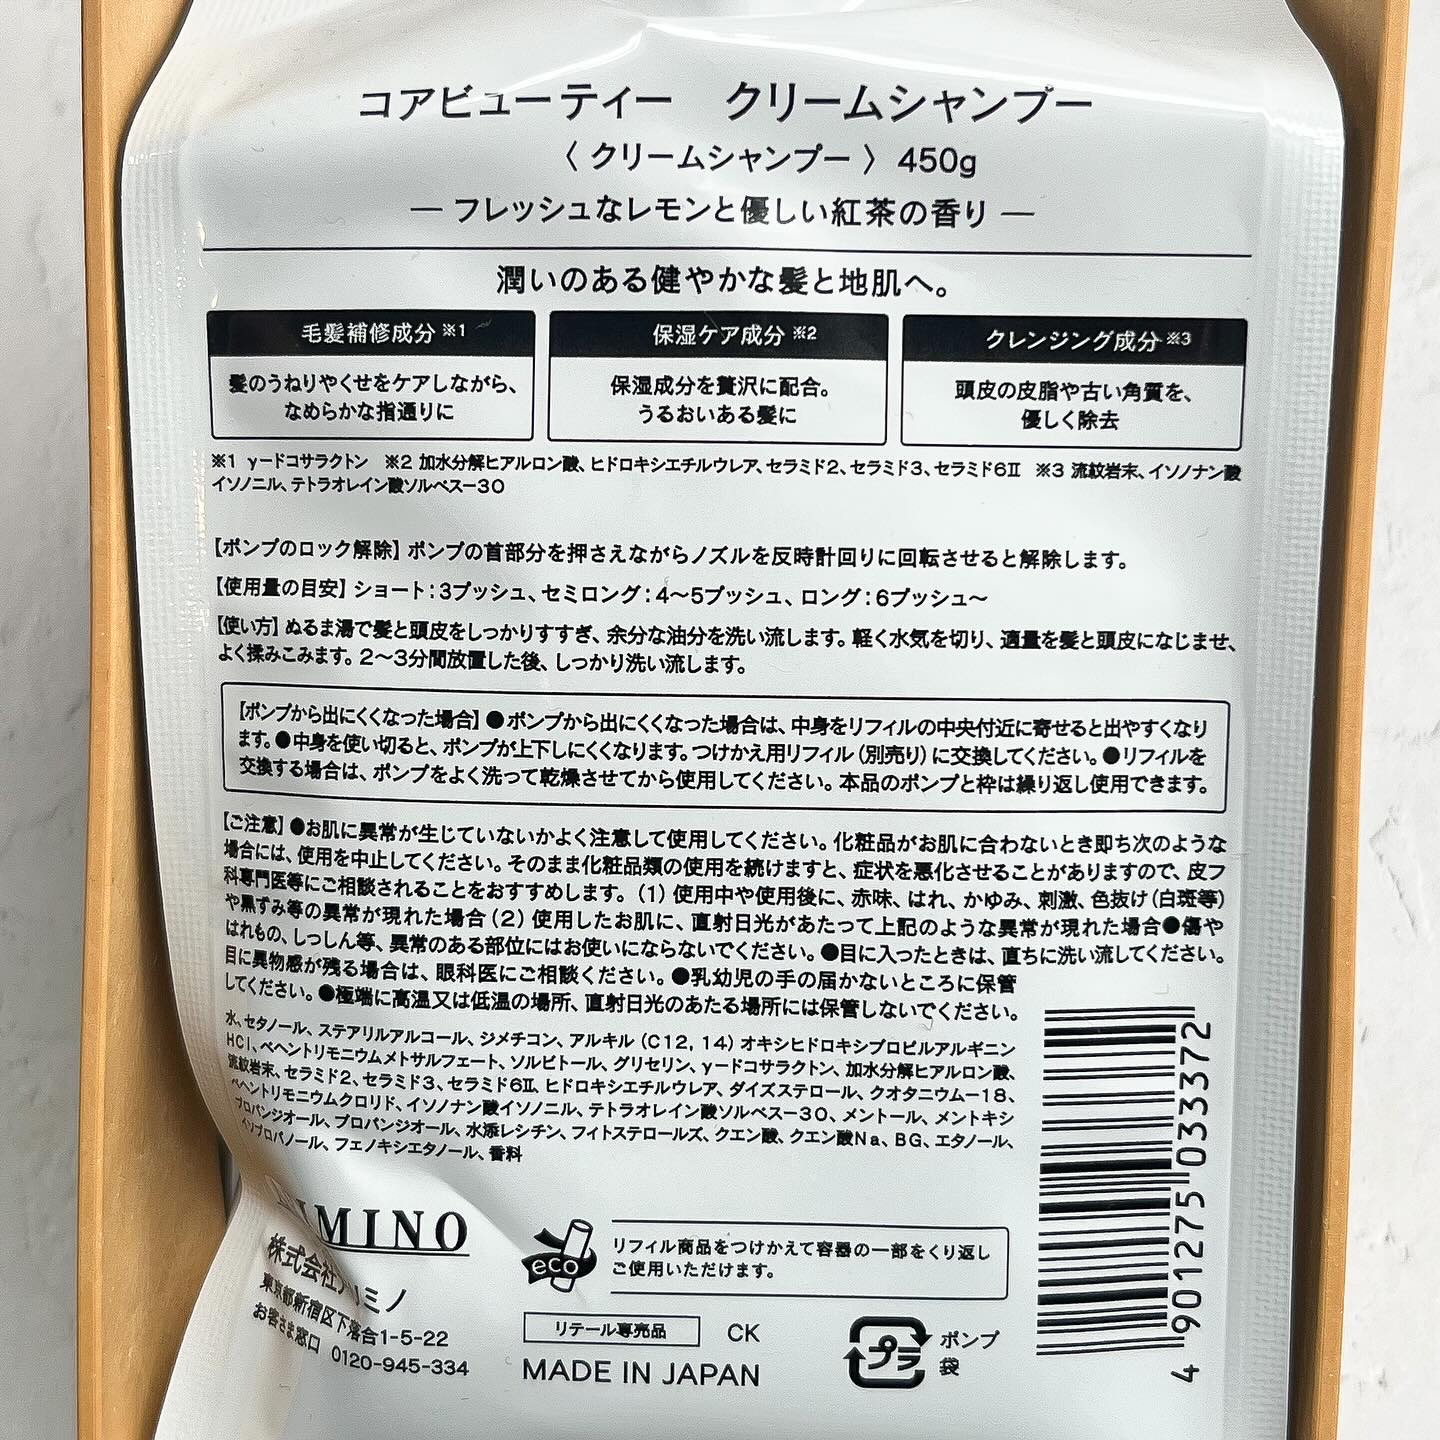 コアビューティー　クリームシャンプー
〈 クリームシャンプー 〉 450g
― フレッシュなレモンと優しい紅茶の香り ―
潤いのある健やかな髪と地肌へ。
毛髪補修成分 ※1
髪のうねりやくせをケアしながら、
なめらかな指通りに
保湿ケア成分 ※2
保湿成分を贅沢に配合。
うるおいある髪に
クレンジング成分 ※3
頭皮の皮脂や古い角質を、
優しく除去
※1 γードコサラクトン　※2 加水分解ヒアルロン酸、ヒドロキシエチルウレア、セラミド2、セラミド3、セラミド6Ⅱ　※3 流紋岩末、イソノナン酸
イソノニル、テトラオレイン酸ソルベスー30
【ポンプのロック解除】 ポンプの首部分を押さえながらノズルを反時計回りに回転させると解除します。
【使用量の目安】 ショート：3プッシュ、セミロング：4〜5プッシュ、ロング：6プッシュ〜
【使い方】 ぬるま湯で髪と頭皮をしっかりすすぎ、余分な油分を洗い流します。軽く水気を切り、適量を髪と頭皮になじませ、
よく揉みこみます。2〜3分間放置した後、しっかり洗い流します。
【ポンプから出にくくなった場合】 ●ポンプから出にくくなった場合は、中身をリフィルの中央付近に寄せると出やすくなり
ます。●中身を使い切ると、ポンプが上下しにくくなります。つけかえ用リフィル（別売り）に交換してください。●リフィルを
交換する場合は、ポンプをよく洗って乾燥させてから使用してください。本品のポンプと枠は繰り返し使用できます。
【ご注意】 ●お肌に異常が生じていないかよく注意して使用してください。化粧品がお肌に合わないとき即ち次のような
場合には、使用を中止してください。そのまま化粧品類の使用を続けますと、症状を悪化させることがありますので、皮フ
科専門医等にご相談されることをおすすめします。（1）使用中や使用後に、赤味、はれ、かゆみ、刺激、色抜け（白斑等）
や黒ずみ等の異常が現れた場合（2）使用したお肌に、直射日光があたって上記のような異常が現れた場合●傷や
はれもの、しっしん等、異常のある部位にはお使いにならないでください。●目に入ったときは、直ちに洗い流してください。
目に異物感が残る場合は、眼科医にご相談ください。●乳幼児の手の届かないところに保管
してください。●極端に高温又は低温の場所、直射日光のあたる場所には保管しないでください。
水、セタノール、ステアリルアルコール、ジメチコン、アルキル（C12, 14）オキシヒドロキシプロピルアルギニン
HCl、ベヘントリモニウムメトサルフェート、ソルビトール、グリセリン、γードコサラクトン、加水分解ヒアルロン酸、
流紋岩末、セラミド2、セラミド3、セラミド6Ⅱ、ヒドロキシエチルウレア、ダイズステロール、クオタニウムー18、
ベヘントリモニウムクロリド、イソノナン酸イソノニル、テトラオレイン酸ソルベスー30、メントール、メントキシ
プロパンジオール、プロパンジオール、水添レシチン、フィトステロールズ、クエン酸、クエン酸Na、BG、エタノール、
イソプロパノール、フェノキシエタノール、香料
IMINO
株式会社アリミノ
東京都新宿区下落合1-5-22
お客さま窓口 0120-945-334
eco
リフィル商品をつけかえて容器の一部をくり返し
ご使用いただけます。
リテール専売品
CK
MADE IN JAPAN
プラ
ポンプ
袋
4 901275 033372